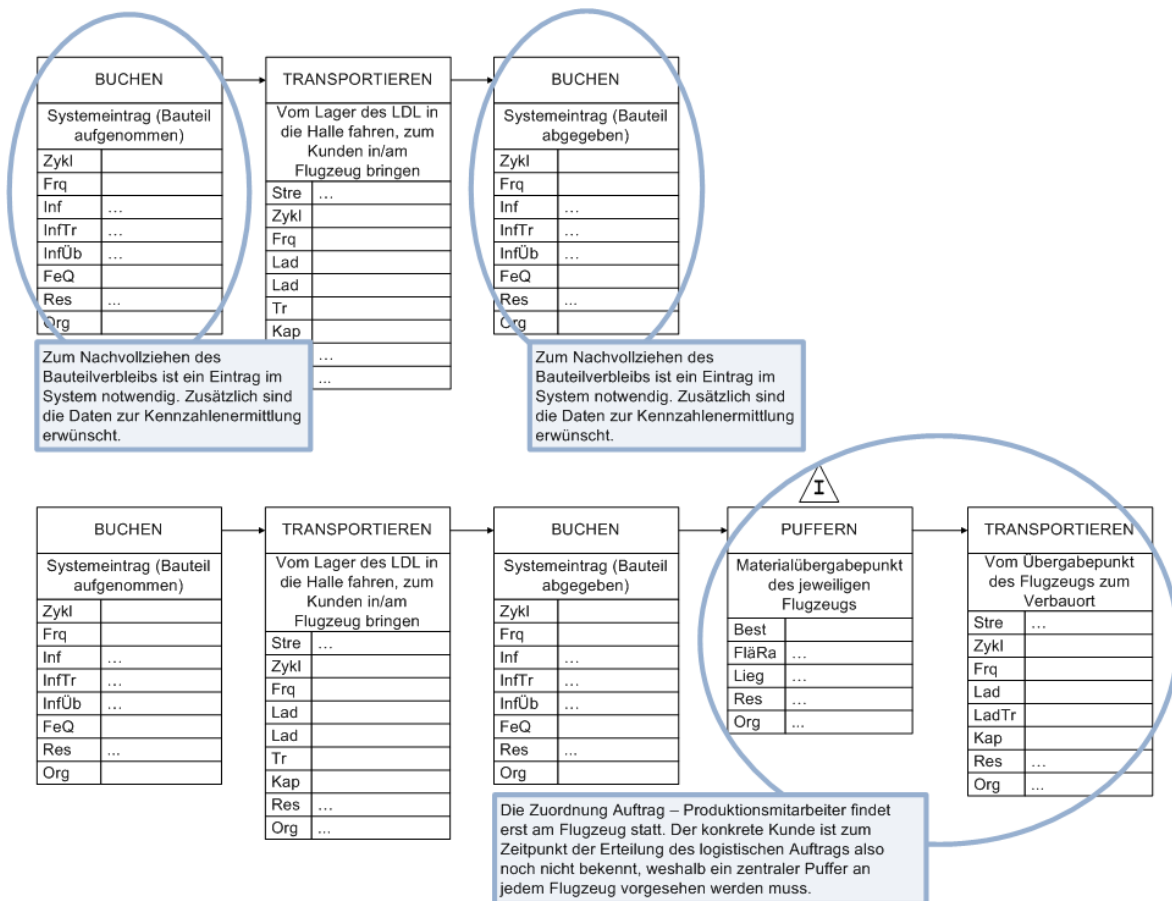 BUCHEN
Systemeintrag (Bauteil
aufgenommen)
Zykl
Frq
Inf …
InfTr …
InfÜb …
FeQ
Res ...
Org
TRANSPORTIEREN
Vom Lager des LDL in
die Halle fahren, zum
Kunden in/am
Flugzeug bringen
Stre …
Zykl
Frq
Lad
Lad
Tr
Kap
…
...
BUCHEN
Systemeintrag (Bauteil
abgegeben)
Zykl
Frq
Inf …
InfTr …
InfÜb …
FeQ
Res ...
Org
Zum Nachvollziehen des
Bauteilverbleibs ist ein Eintrag im
System notwendig. Zusätzlich sind
die Daten zur Kennzahlenermittlung
erwünscht.
Zum Nachvollziehen des
Bauteilverbleibs ist ein Eintrag im
System notwendig. Zusätzlich sind
die Daten zur Kennzahlenermittlung
erwünscht.
BUCHEN
Systemeintrag (Bauteil
aufgenommen)
Zykl
Frq
Inf …
InfTr …
InfÜb …
FeQ
Res ...
Org
TRANSPORTIEREN
Vom Lager des LDL in
die Halle fahren, zum
Kunden in/am
Flugzeug bringen
Stre …
Zykl
Frq
Lad
Lad
Tr
Kap
Res …
Org ...
BUCHEN
Systemeintrag (Bauteil
abgegeben)
Zykl
Frq
Inf …
InfTr …
InfÜb …
FeQ
Res ...
Org
I
PUFFERN
Materialübergabepunkt
des jeweiligen
Flugzeugs
Best
FläRa …
Lieg …
Res …
Org ...
TRANSPORTIEREN
Vom Übergabepunkt
des Flugzeugs zum
Verbauort
Stre …
Zykl
Frq
Lad
LadTr
Kap
Res …
Org ...
Die Zuordnung Auftrag – Produktionsmitarbeiter findet
erst am Flugzeug statt. Der konkrete Kunde ist zum
Zeitpunkt der Erteilung des logistischen Auftrags also
noch nicht bekannt, weshalb ein zentraler Puffer an
jedem Flugzeug vorgesehen werden muss.